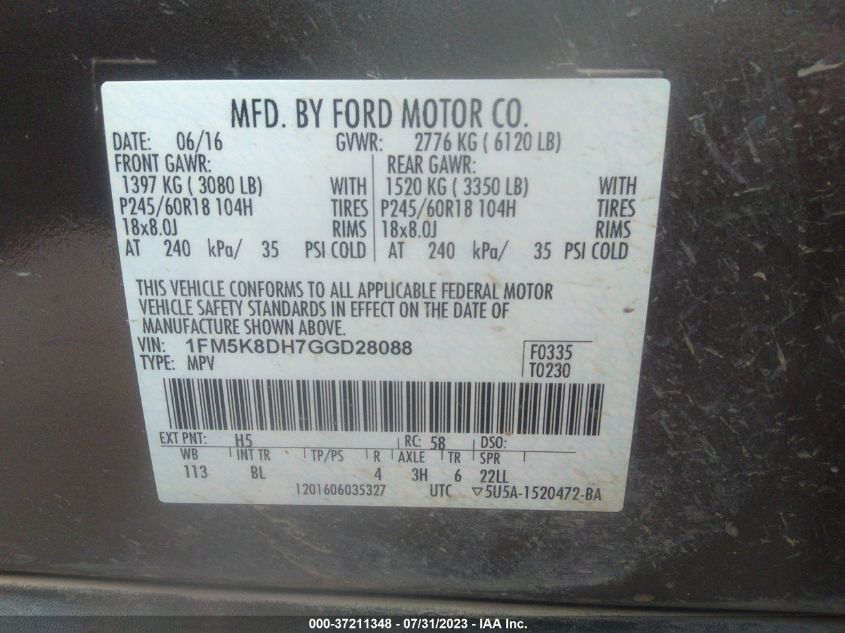 MFD. BY FORD MOTOR CO.
DATE: 06/16 GVWR: 2776 KG ( 6120 LB)
FRONT GAWR: REAR GAWR:
1397 KG ( 3080 LB) WITH 1520 KG ( 3350 LB) WITH
P245/60R18 104H TIRES P245/60R18 104H TIRES
18x8.0J RIMS 18x8.0J RIMS
AT 240 kPa/ 35 PSI COLD AT 240 kPa/ 35 PSI COLD
THIS VEHICLE CONFORMS TO ALL APPLICABLE FEDERAL MOTOR
VEHICLE SAFETY STANDARDS IN EFFECT ON THE DATE OF
MANUFACTURE SHOWN ABOVE.
VIN: 1FM5K8DH7GGD28088 F0335
TYPE: MPV T0230
EXT PNT: H5 RC: 58 DSO:
WB INT TR TP/PS R AXLE TR SPR
113 BL 4 3H 6 22LL
1201606035327 UTC ▽5U5A-1520472-BA
000-37211348 - 07/31/2023 - IAA Inc.